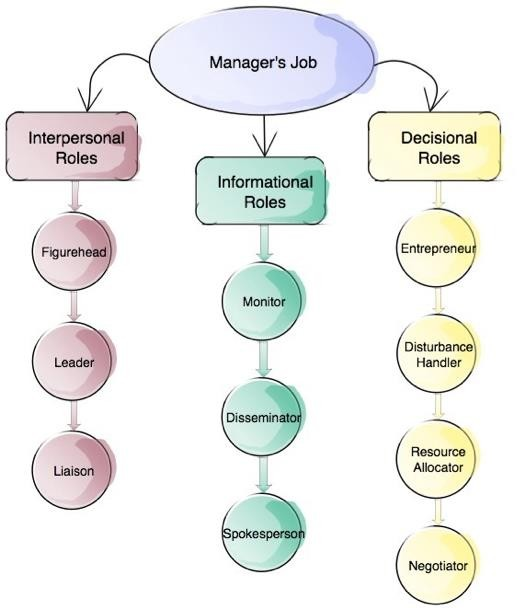 Manager's Job
Interpersonal
Roles
Figurehead
Leader
Liaison
Informational
Roles
Monitor
Disseminator
Spokesperson
Decisional
Roles
Entrepreneur
Disturbance
Handler
Resource
Allocator
Negotiator